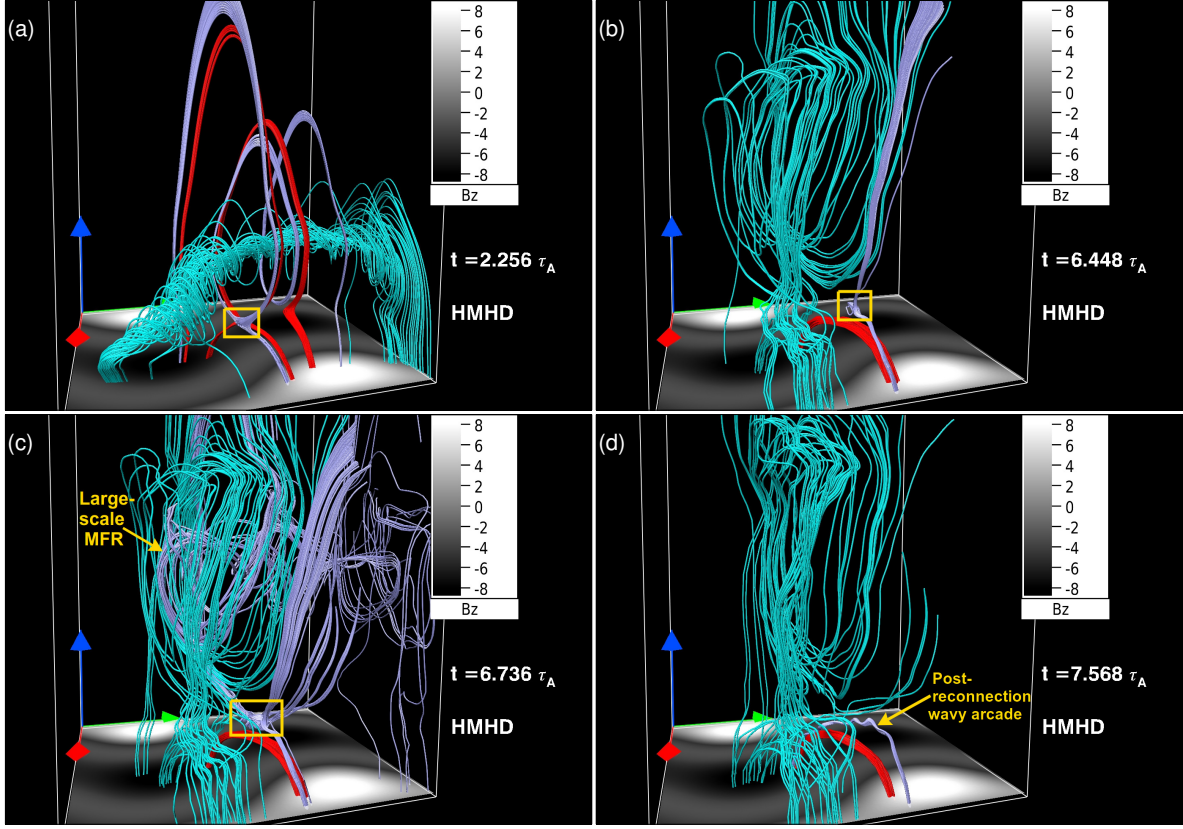 (a)
8
6
4
2
0
-2
-4
-6
-8
Bz
t =2.256 τA
HMHD
(b)
8
6
4
2
0
-2
-4
-6
-8
Bz
t =6.448 τA
HMHD
(c)
Large-
scale
MFR
8
6
4
2
0
-2
-4
-6
-8
Bz
t =6.736 τA
HMHD
(d)
8
6
4
2
0
-2
-4
-6
-8
Bz
t =7.568 τA
Post-
reconnection
wavy arcade
HMHD